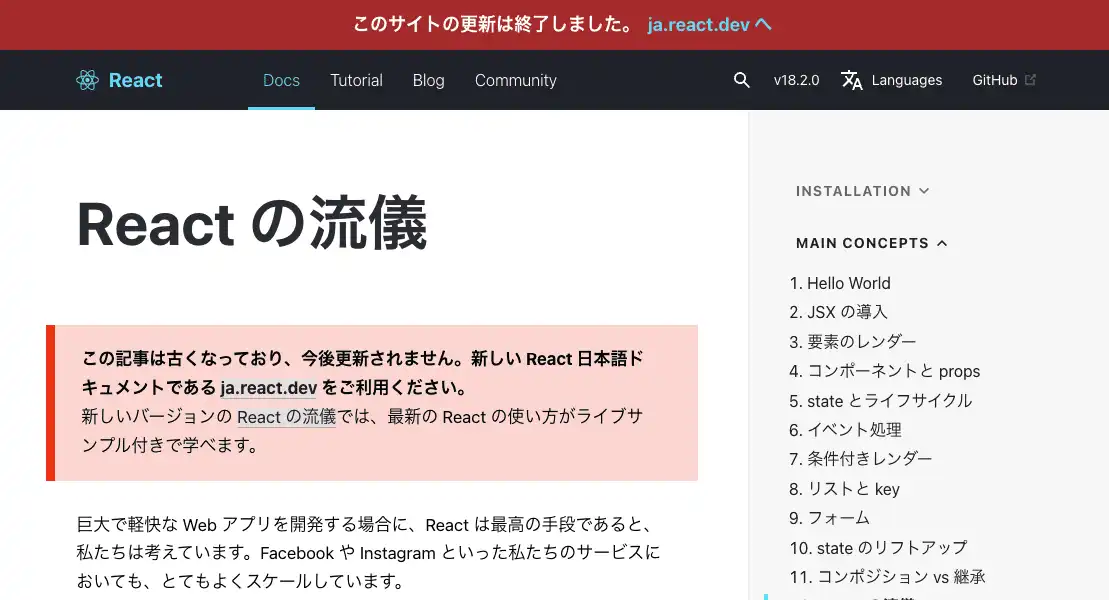 このサイトの更新は終了しました。 ja.react.dev へ
React
Docs
Tutorial
Blog
Community
v18.2.0
Languages
GitHub
React の流儀
この記事は古くなっており、今後更新されません。新しい React 日本語ド
キュメントである ja.react.dev をご利用ください。
新しいバージョンの React の流儀では、最新の React の使い方がライブサ
ンプル付きで学べます。
巨大で軽快な Web アプリを開発する場合に、React は最高の手段であると、
私たちは考えています。Facebook や Instagram といった私たちのサービスに
おいても、とてもよくスケールしています。
INSTALLATION
MAIN CONCEPTS
1. Hello World
2. JSX の導入
3. 要素のレンダー
4. コンポーネントと props
5. state とライフサイクル
6. イベント処理
7. 条件付きレンダー
8. リストと key
9. フォーム
10. state のリフトアップ
11. コンポジション vs 継承